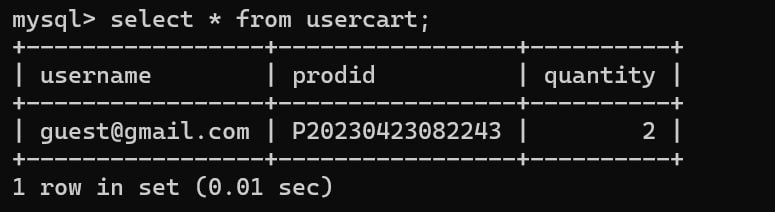 mysql> select * from usercart;
+-----------------+-----------------+----------+
| username        | prodid          | quantity |
+-----------------+-----------------+----------+
| guest@gmail.com | P20230423082243 |        2 |
+-----------------+-----------------+----------+
1 row in set (0.01 sec)